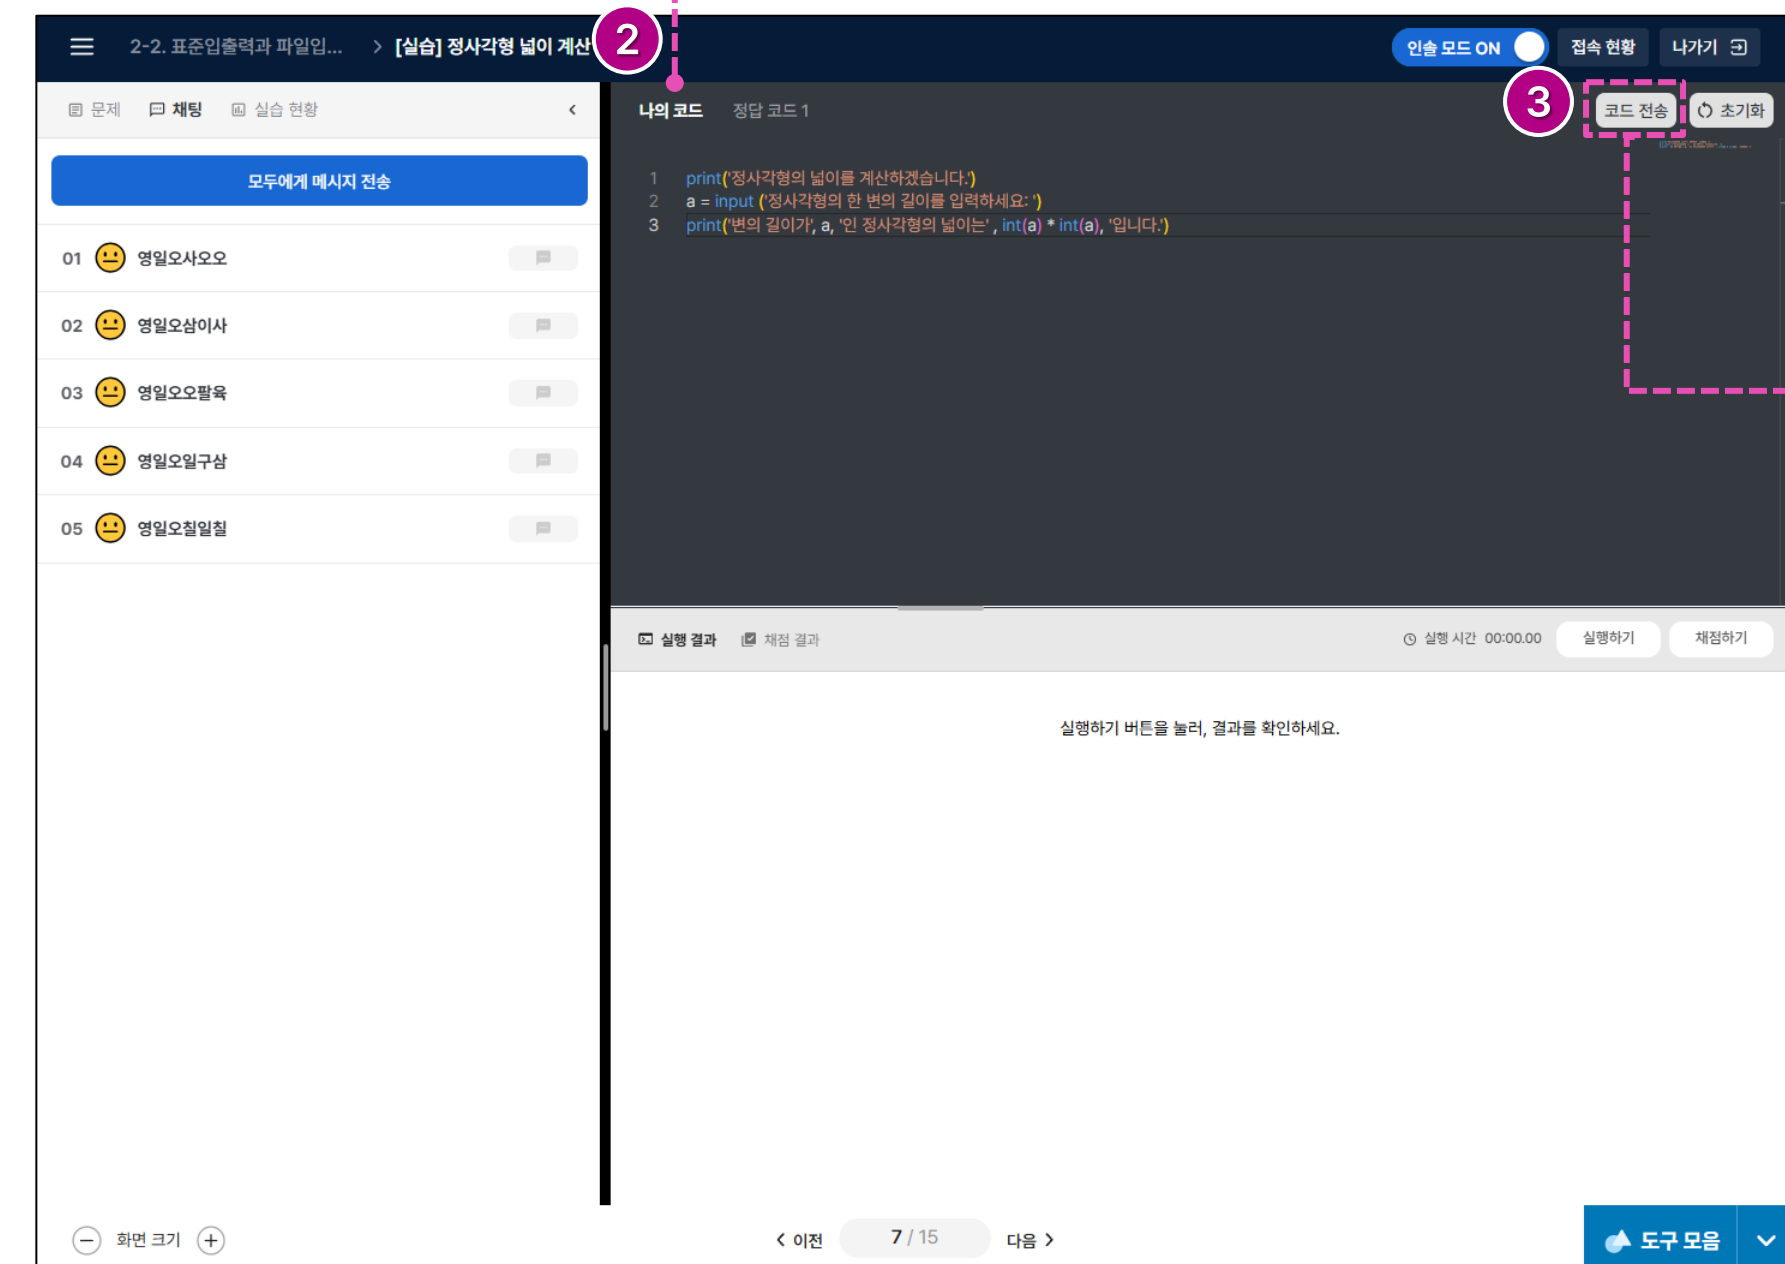 2-2. 표준입출력과 파일입... > [실습] 정사각형 넓이 계산 2 인솔 모드 ON 접속 현황 나가기
문제 채팅 실습 현황 <
나의 코드 정답 코드 1 3 코드 전송 초기화
모두에게 메시지 전송
1 print('정사각형의 넓이를 계산하겠습니다.')
2 a = input ('정사각형의 한 변의 길이를 입력하세요: ')
3 print('변의 길이가', a, '인 정사각형의 넓이는' , int(a) * int(a), '입니다.')
01 영일오사오오
02 영일오삼이사
03 영일오오팔육
04 영일오일구삼
05 영일오칠일칠
실행 결과 채점 결과 실행 시간 00:00.00 실행하기 채점하기
실행하기 버튼을 눌러, 결과를 확인하세요.
화면 크기 < 이전 7 / 15 다음 > 도구 모음